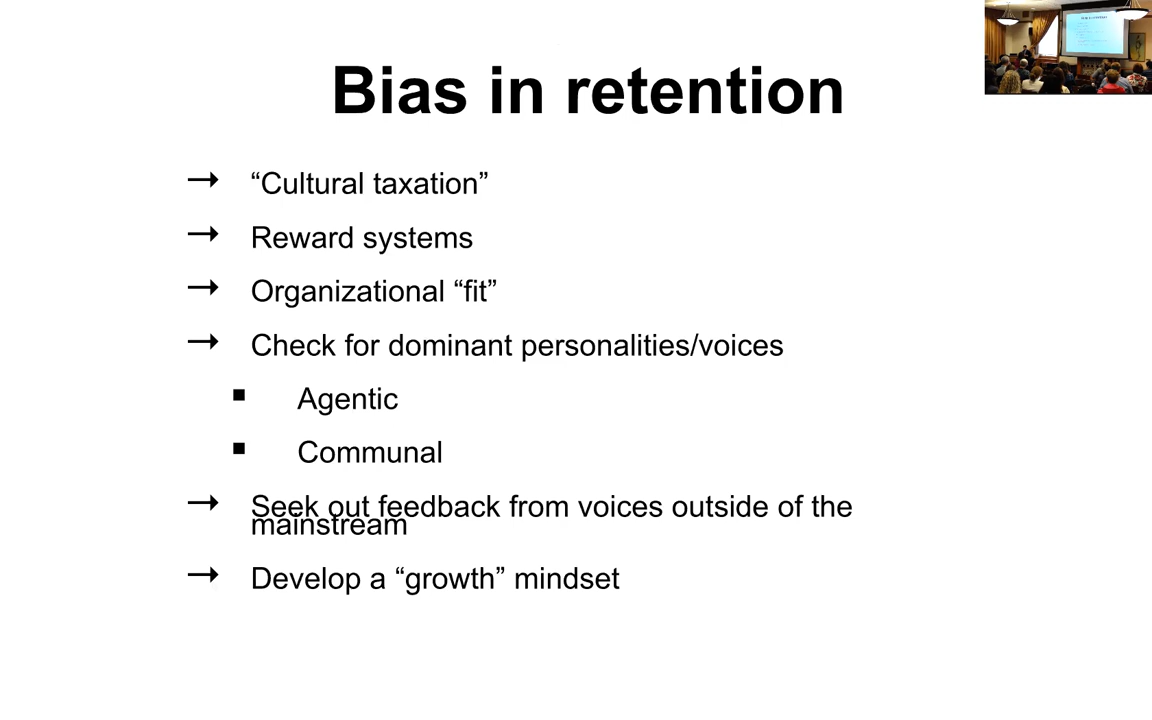 Bias in retention
→ “Cultural taxation”
→ Reward systems
→ Organizational “fit”
→ Check for dominant personalities/voices
▪ Agentic
▪ Communal
→ Seek out feedback from voices outside of the
mainstream
→ Develop a “growth” mindset